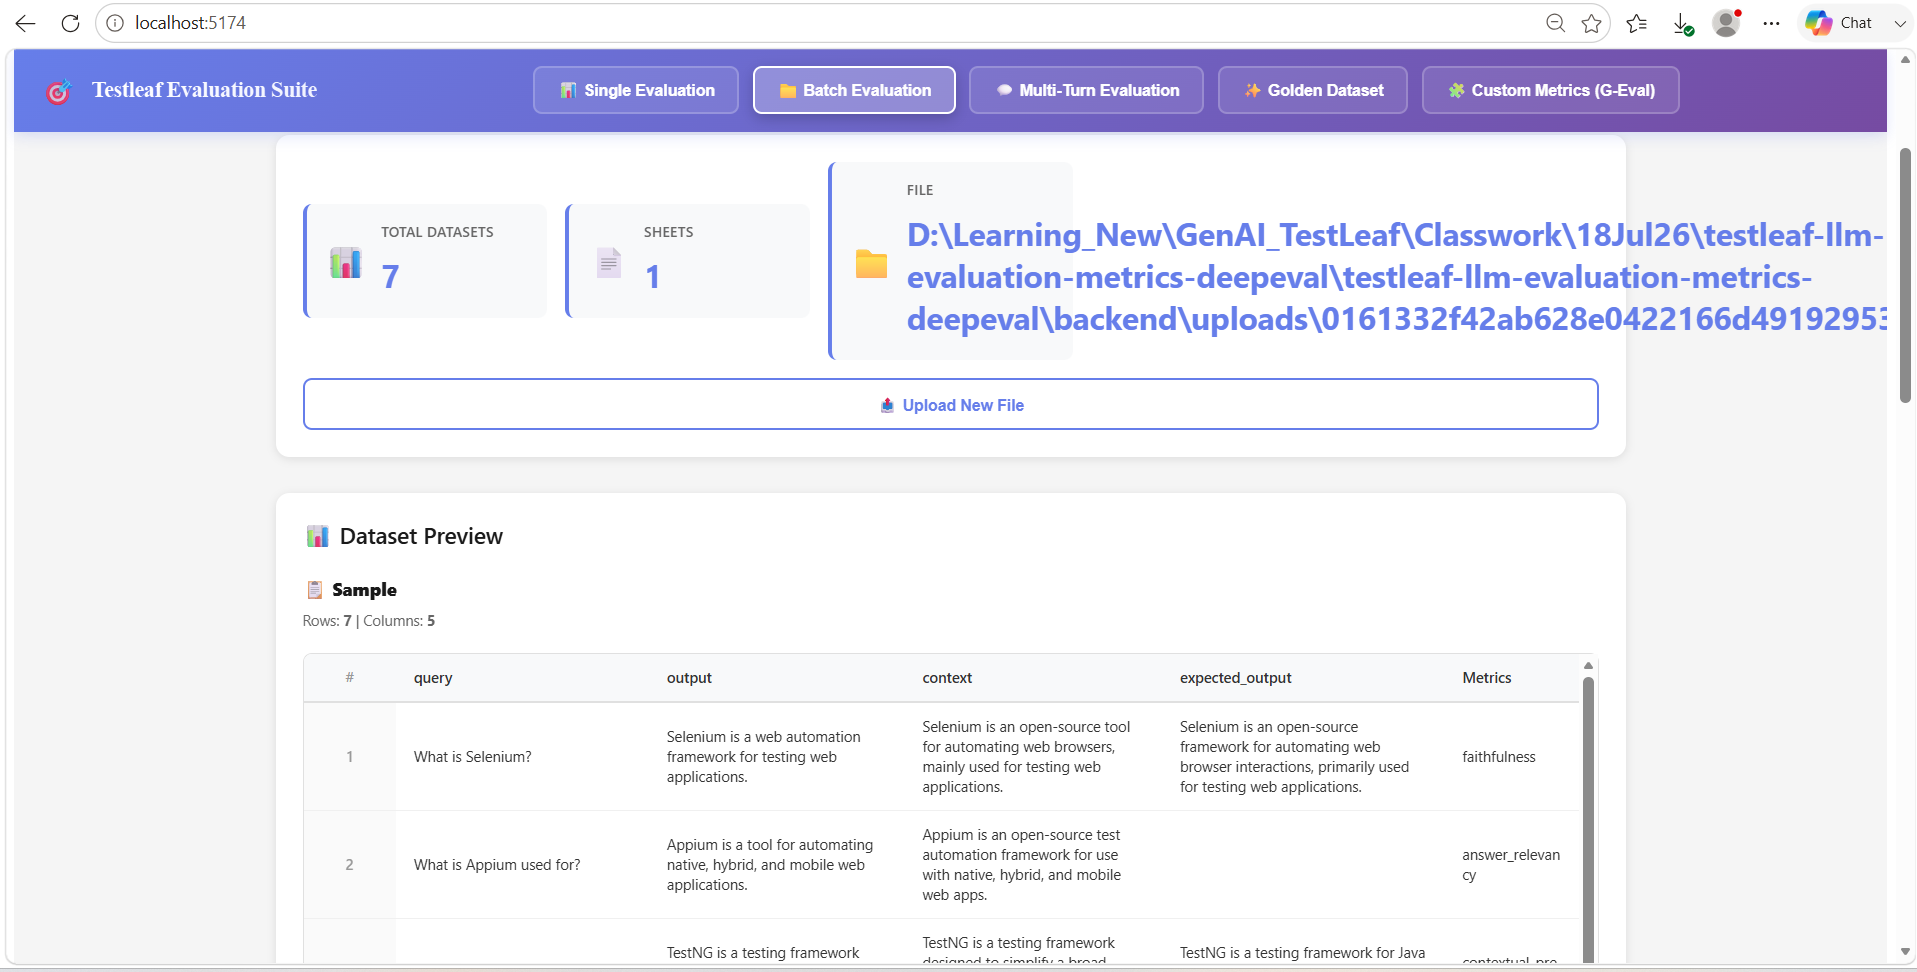 localhost:5174
Chat
Testleaf Evaluation Suite
Single Evaluation
Batch Evaluation
Multi-Turn Evaluation
Golden Dataset
Custom Metrics (G-Eval)
TOTAL DATASETS
7
SHEETS
1
FILE
D:\Learning_New\GenAI_TestLeaf\Classwork\18Jul26\testleaf-llm-
evaluation-metrics-deepeval\testleaf-llm-evaluation-metrics-
deepeval\backend\uploads\0161332f42ab628e0422166d49192953
Upload New File
Dataset Preview
Sample
Rows: 7 | Columns: 5
# query output context expected_output Metrics
1
What is Selenium?
Selenium is a web automation
framework for testing web
applications.
Selenium is an open-source tool
for automating web browsers,
mainly used for testing web
applications.
Selenium is an open-source
framework for automating web
browser interactions, primarily used
for testing web applications.
faithfulness
2
What is Appium used for?
Appium is a tool for automating
native, hybrid, and mobile web
applications.
Appium is an open-source test
automation framework for use
with native, hybrid, and mobile
web apps.
answer_relevan
cy
TestNG is a testing framework
TestNG is a testing framework
designed to simplify a broad
TestNG is a testing framework for Java
contextual_pre